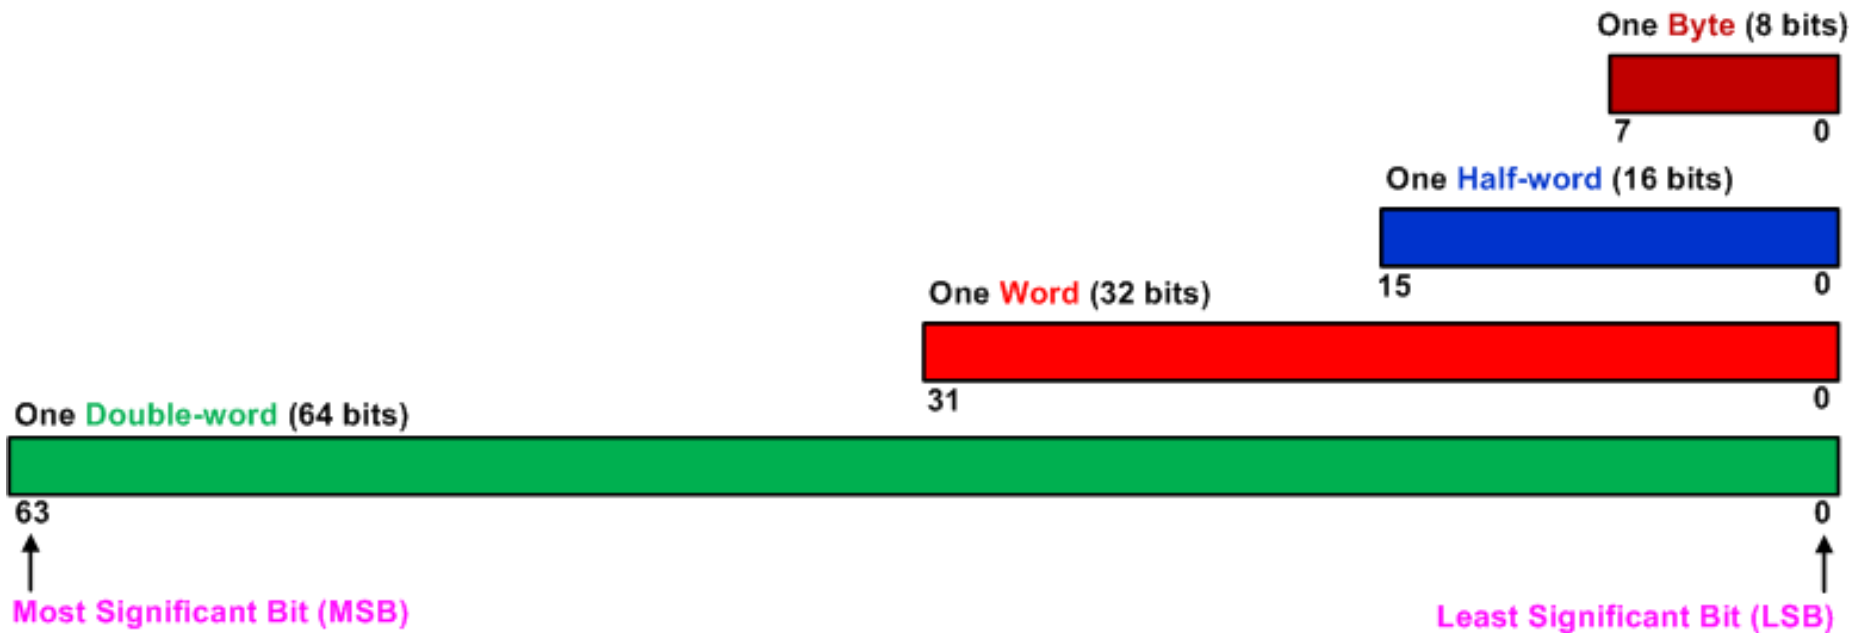 One Byte (8 bits)
7 0
One Half-word (16 bits)
15 0
One Word (32 bits)
31 0
One Double-word (64 bits)
63 0
Most Significant Bit (MSB)
Least Significant Bit (LSB)